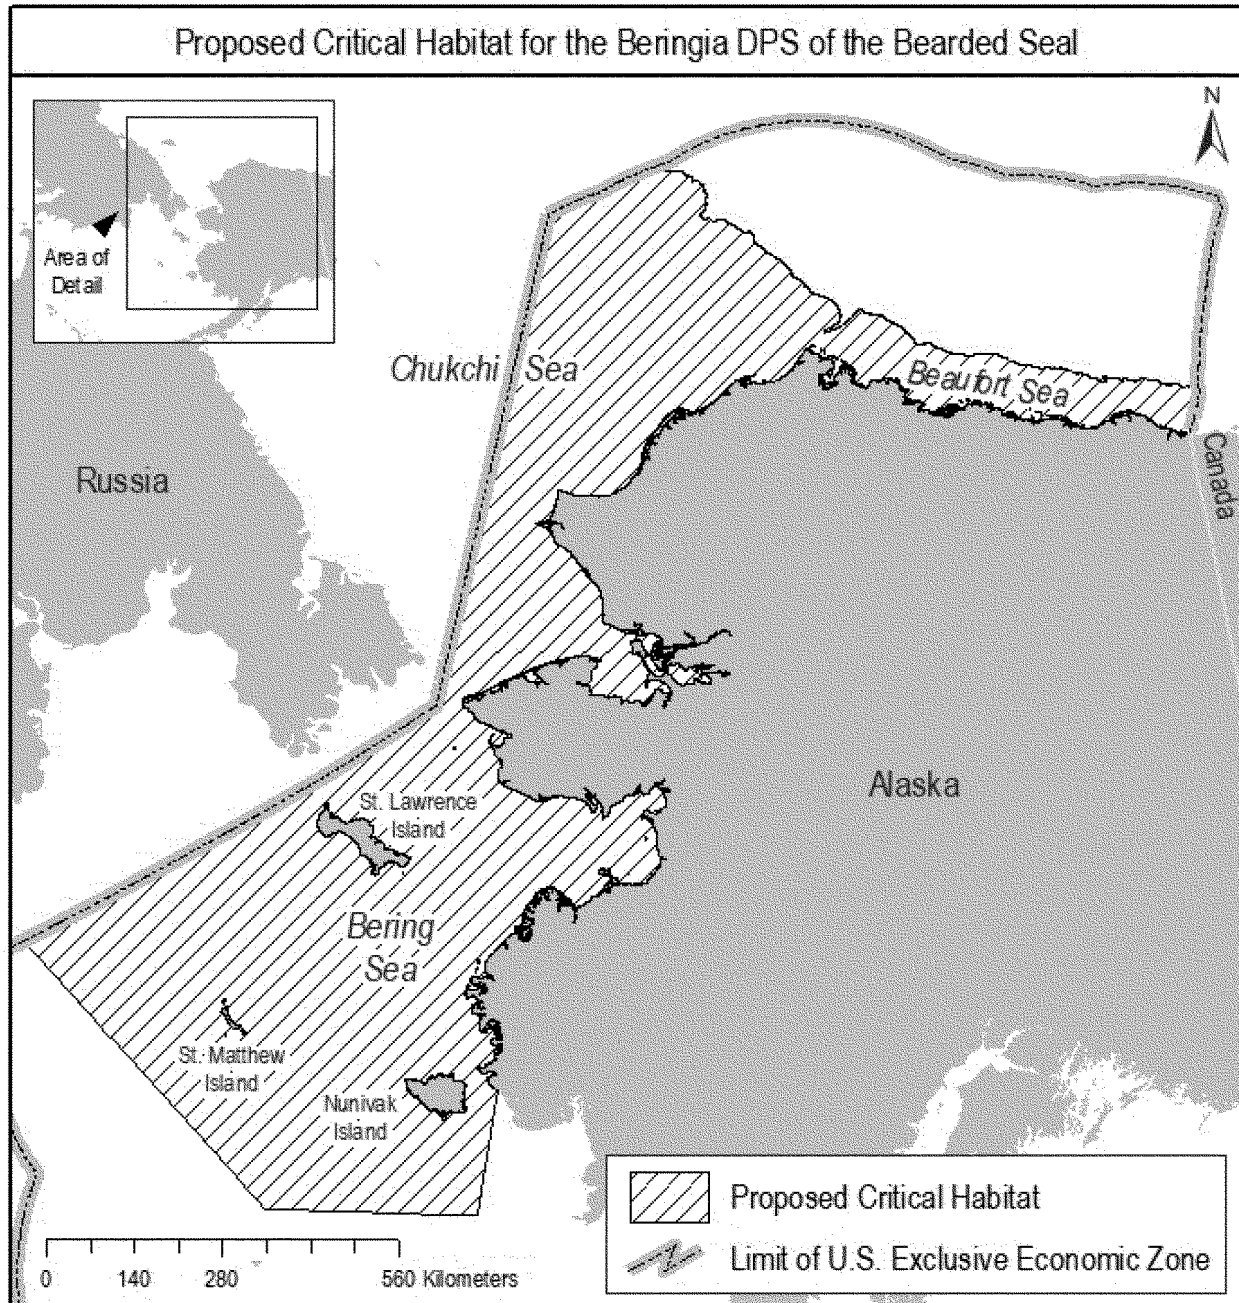 Proposed Critical Habitat for the Beringia DPS of the Bearded Seal
N
Area of
Detail
Chukchi Sea
Beaufort Sea
Russia
Canada
Alaska
St. Lawrence
Island
Bering
Sea
St. Matthew
Island
Nunivak
Island
Proposed Critical Habitat
Limit of U.S. Exclusive Economic Zone
0 140 280 560 Kilometers